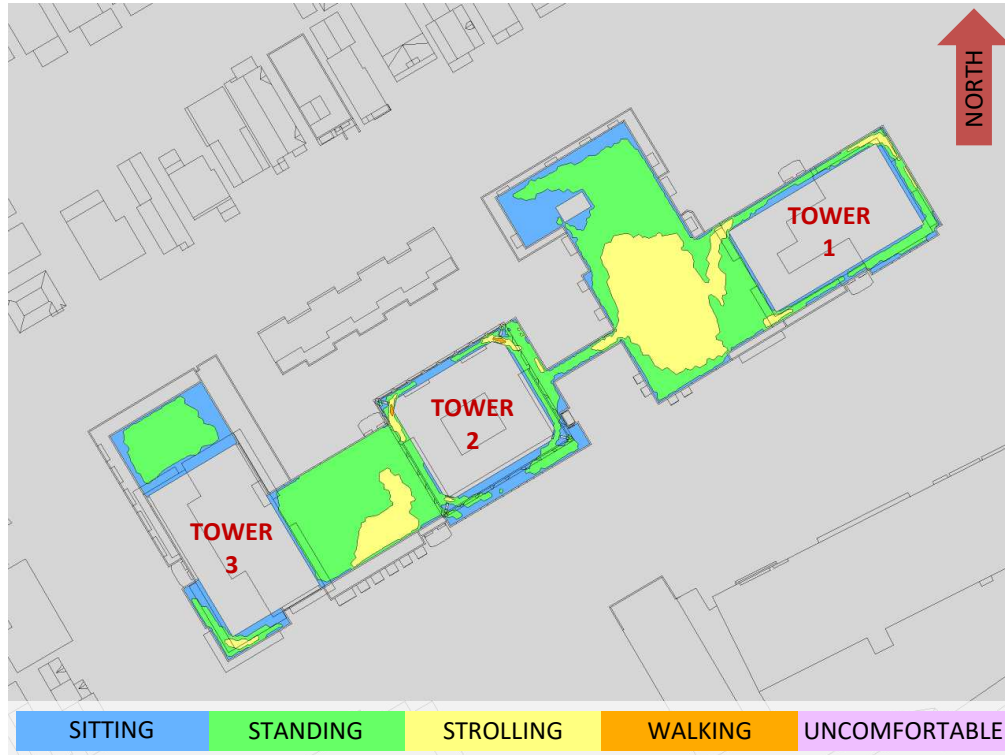 NORTH
TOWER
1
TOWER
2
TOWER
3
SITTING
STANDING
STROLLING
WALKING
UNCOMFORTABLE